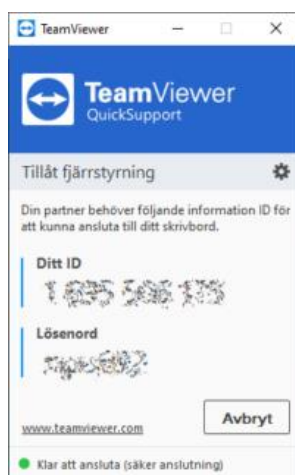 TeamViewer
TeamViewer
QuickSupport
Tillåt fjärrstyrning
Din partner behöver följande information ID för
att kunna ansluta till ditt skrivbord.
Ditt ID
Lösenord
www.teamviewer.com
Avbryt
Klar att ansluta (säker anslutning)